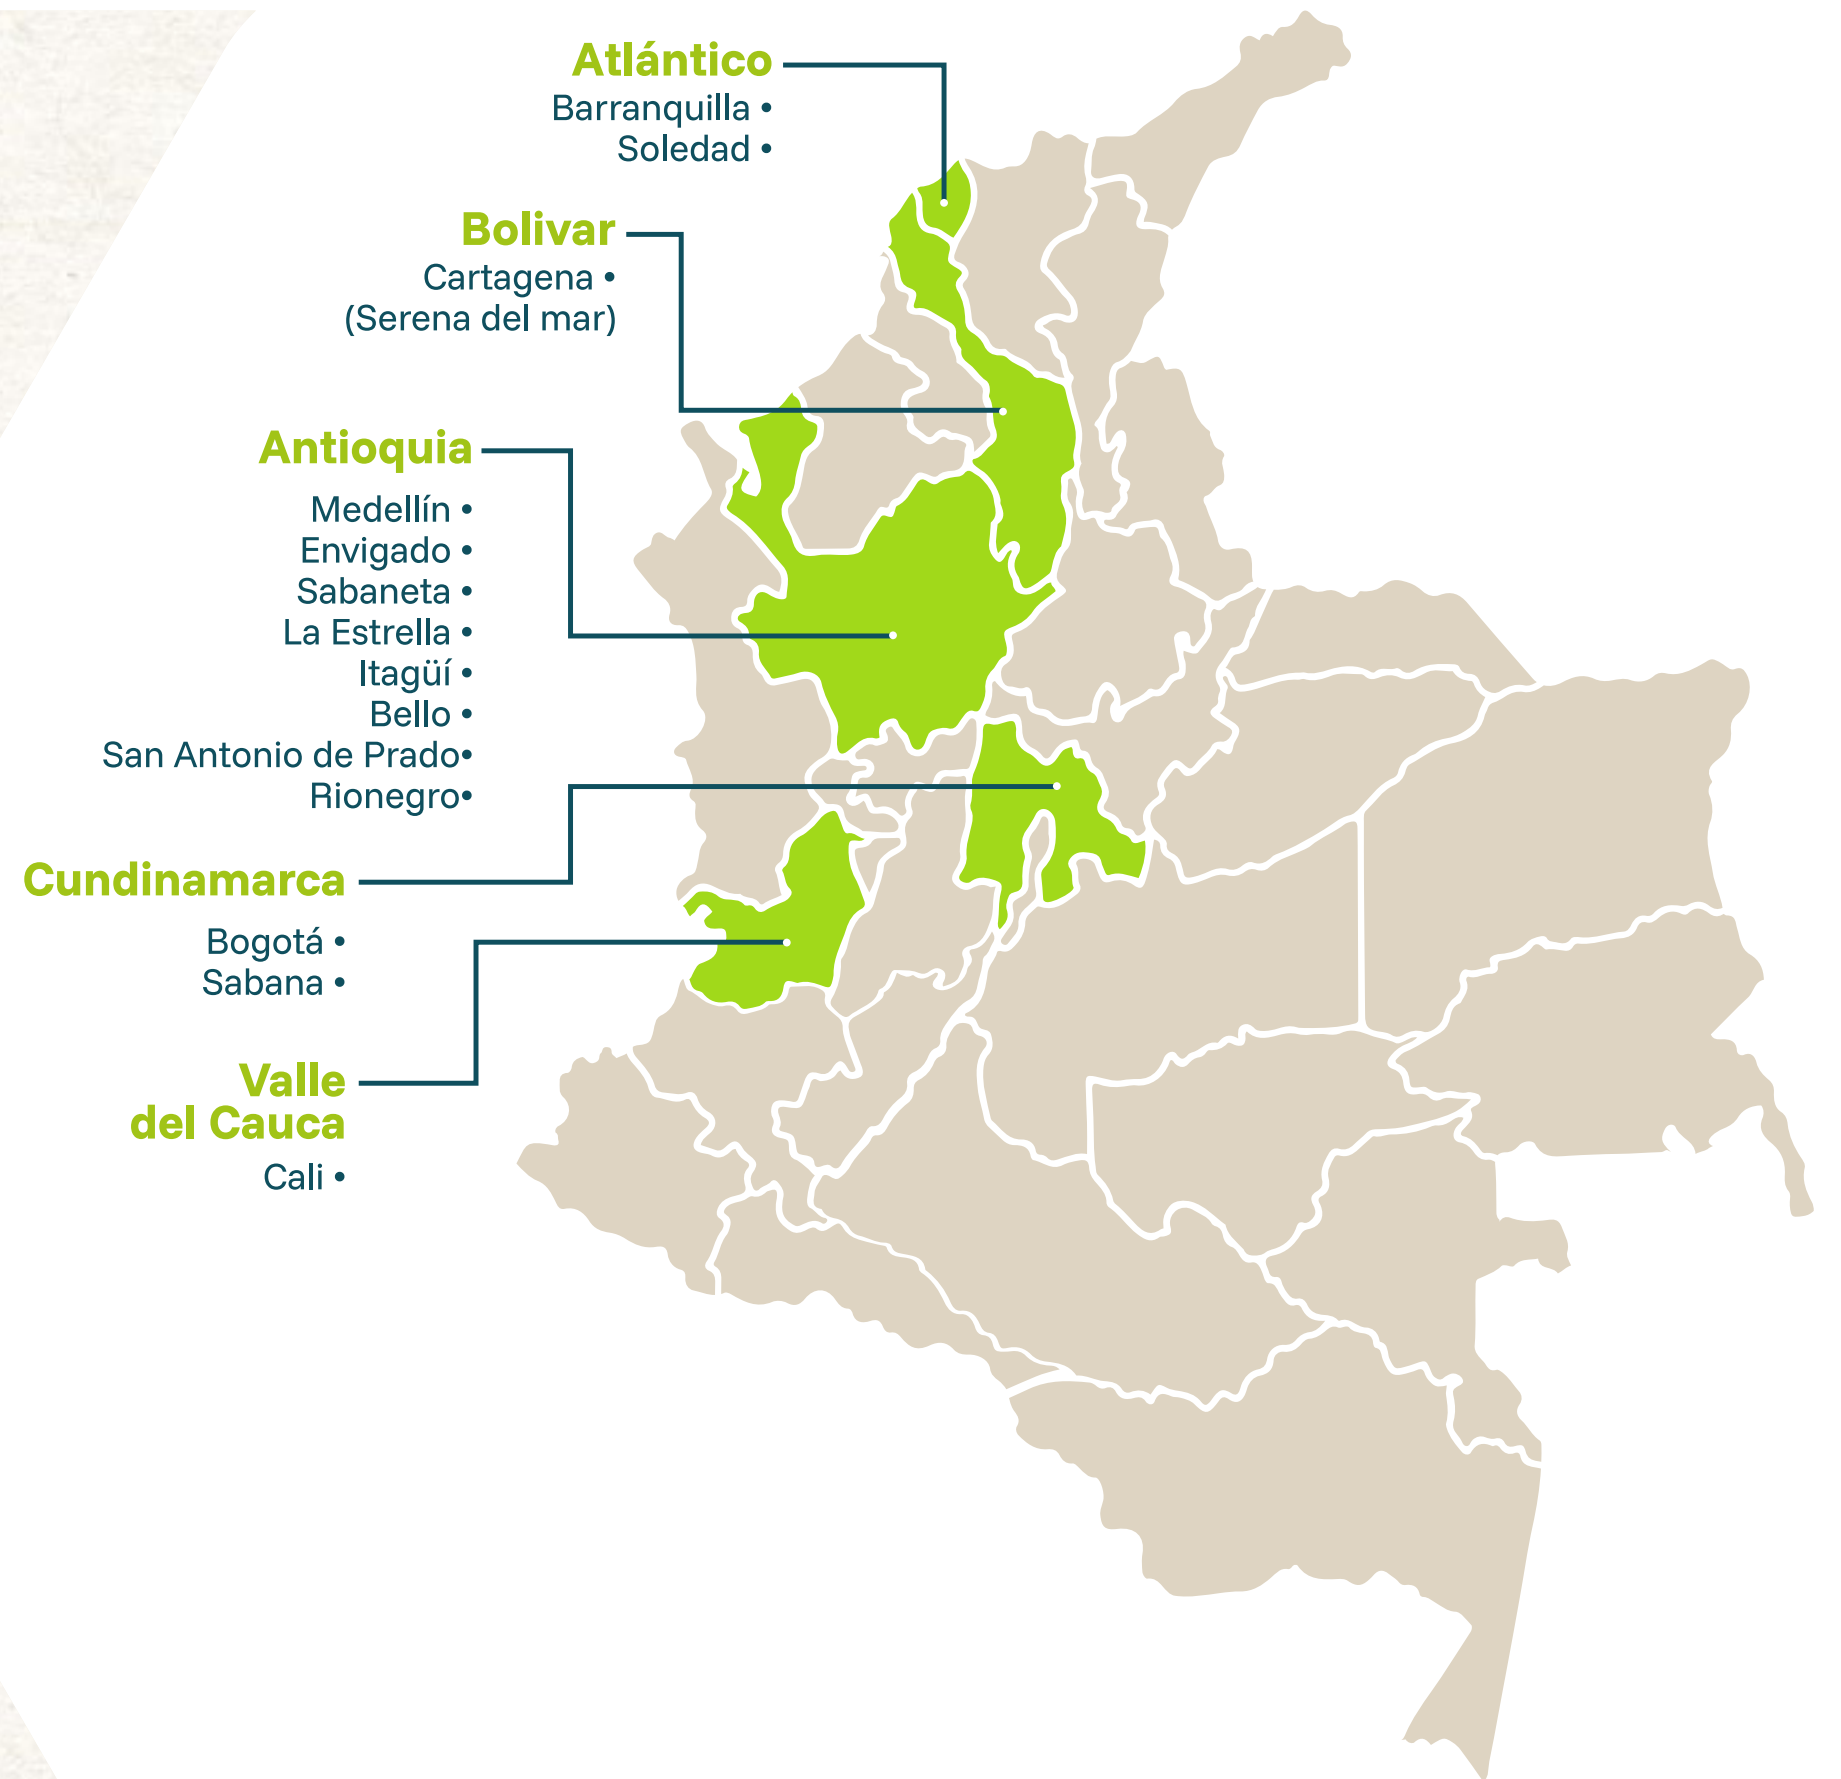 Atlántico
Barranquilla •
Soledad •
Bolivar
Cartagena •
(Serena del mar)
Antioquia
Medellín •
Envigado •
Sabaneta •
La Estrella •
Itagüí •
Bello •
San Antonio de Prado•
Rionegro•
Cundinamarca
Bogotá •
Sabana •
Valle
del Cauca
Cali •